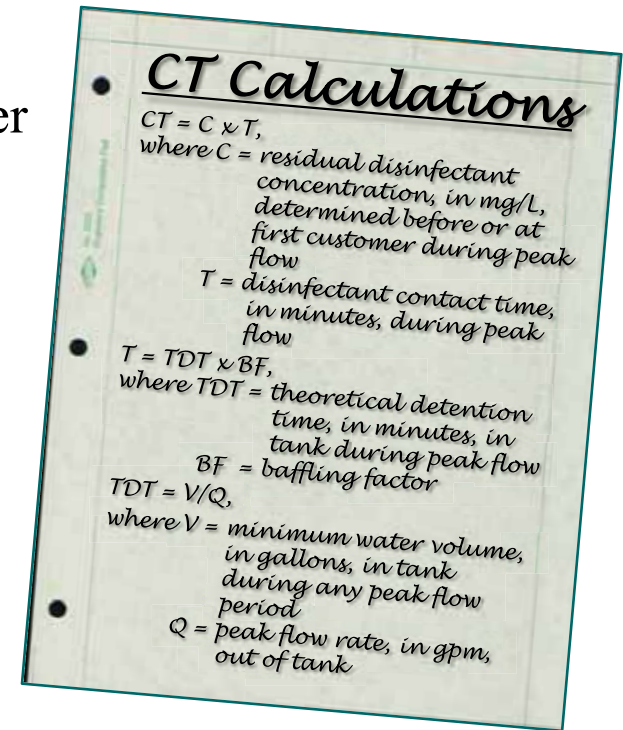 er
CT Calculations
CT = C x T,
where C = residual disinfectant
concentration, in mg/L,
determined before or at
first customer during peak
flow
T = disinfectant contact time,
in minutes, during peak
flow
T = TDT x BF,
where TDT = theoretical detention
time, in minutes, in
tank during peak flow
BF = baffling factor
TDT = V/Q,
where V = minimum water volume,
in gallons, in tank
during any peak flow
period
Q = peak flow rate, in gpm,
out of tank